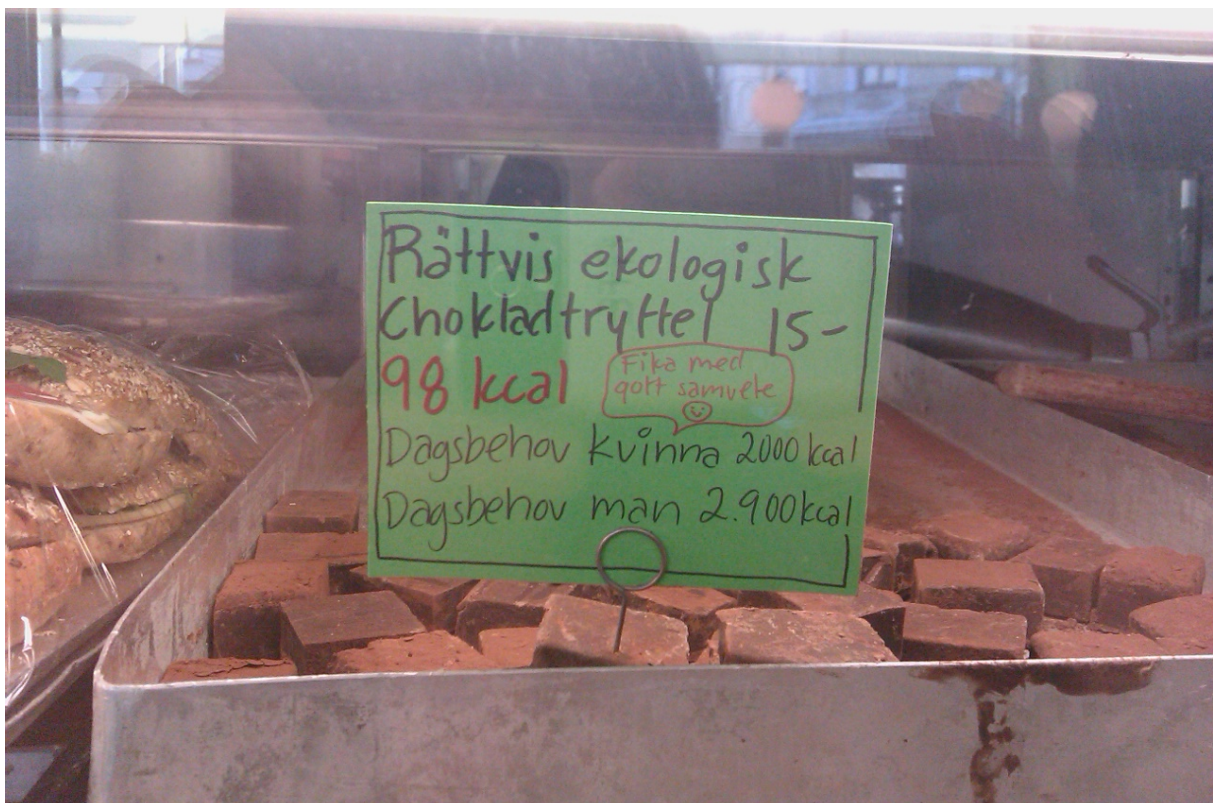 Rättvis ekologisk
Chokladtryffel 15-
98 kcal
Fika med
gott samvete
Dagsbehov kvinna 2000 kcal
Dagsbehov man 2.900 kcal